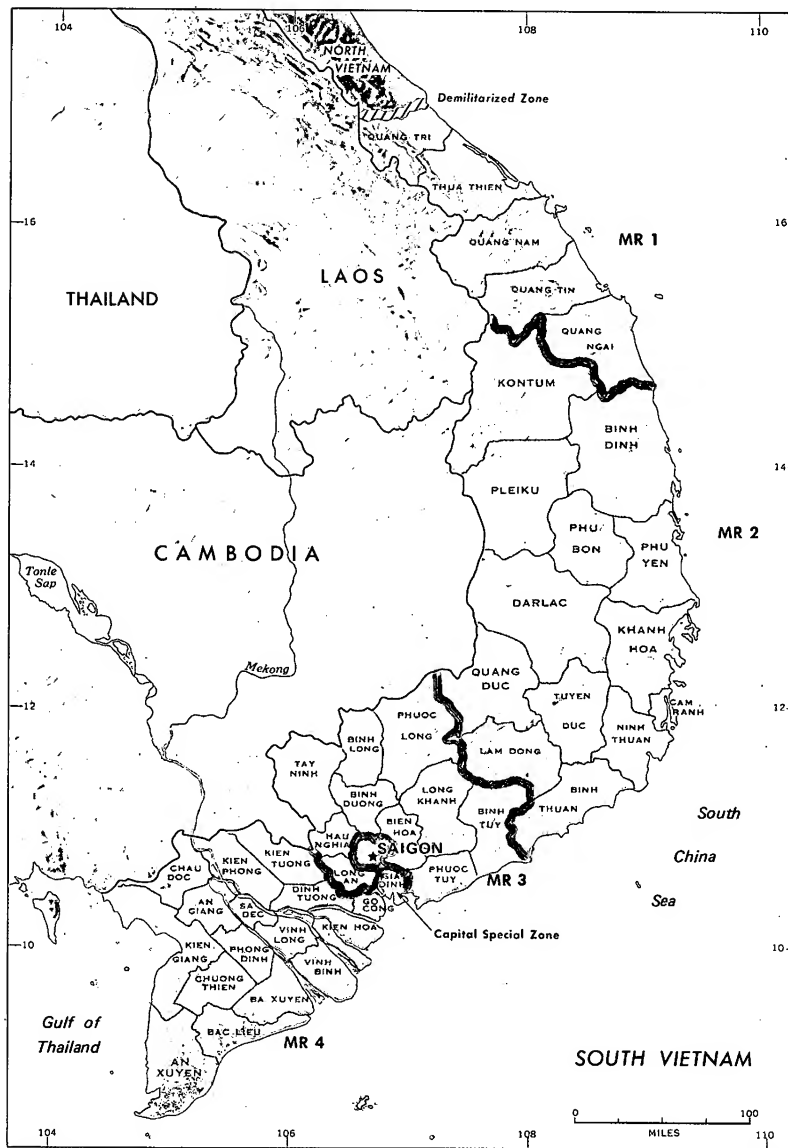 104
106
108
110
NORTH
VIETNAM
Demilitarized Zone
QUANG TRI
THUA THIEN
16
16
QUANG NAM
MR 1
LAOS
THAILAND
QUANG TIN
QUANG
NGAI
KONTUM
BINH
DINH
14
14
PLEIKU
PHU
BON
MR 2
PHU
YEN
CAMBODIA
Tonle
Sap
DARLAC
KHANH
HOA
Mekong
QUANG
DUC
12
12
TUYEN
DUC
CAM
RANH
NINH
THUAN
PHUOC
LONG
BINH
LONG
LAM DONG
TAY
NINH
BINH
DUONG
LONG
KHANH
BINH
TUY
BINH
THUAN
BIEN
HOA
HAU
NGHIA
SAIGON
South
China
Sea
KIEN
TUONG
LONG
AN
GIA
DINH
PHUOC
TUY
MR 3
CHAU
DOC
KIEN
PHONG
DINH
TUONG
GO
CONG
AN
GIANG
SA
DEC
VINH
LONG
KIEN HOA
Capital Special Zone
10
10
KIEN
GIANG
PHONG
DINH
VINH
BINH
CHUONG
THIEN
BA XUYEN
Gulf of
Thailand
BAC LIEU
MR 4
AN
XUYEN
SOUTH VIETNAM
104
106
108
0
100
MILES